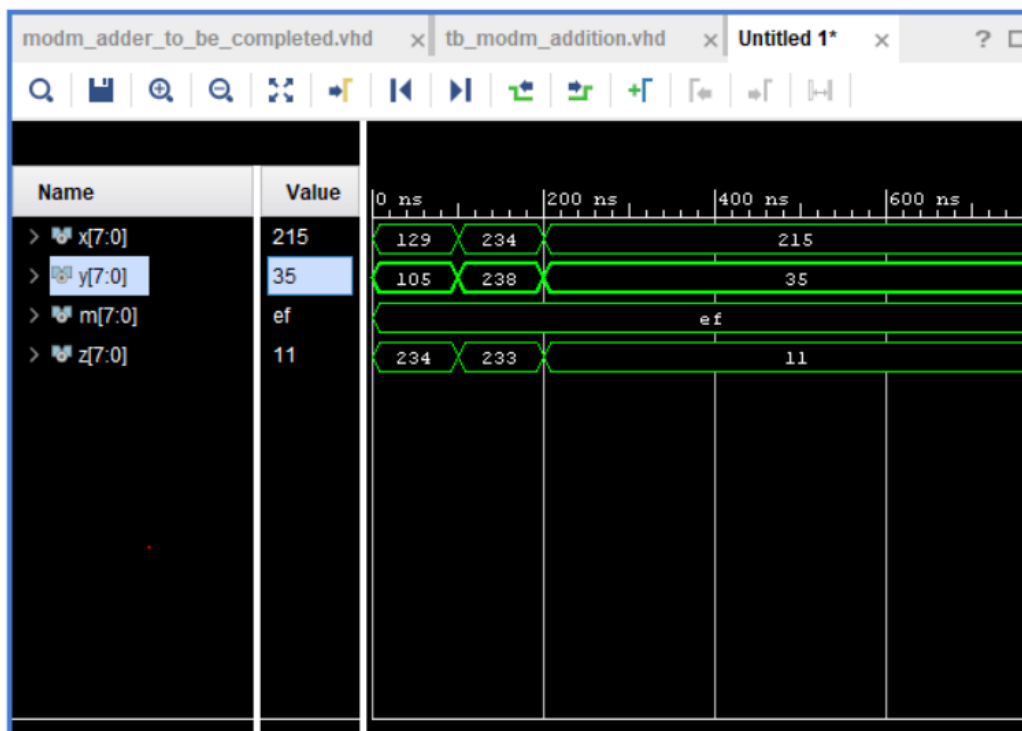 modm_adder_to_be_completed.vhd × tb_modm_addition.vhd × Untitled 1* × ?
Name Value 0 ns 200 ns 400 ns 600 ns
x[7:0] 215 129 234 215
y[7:0] 35 105 238 35
m[7:0] ef ef
z[7:0] 11 234 233 11